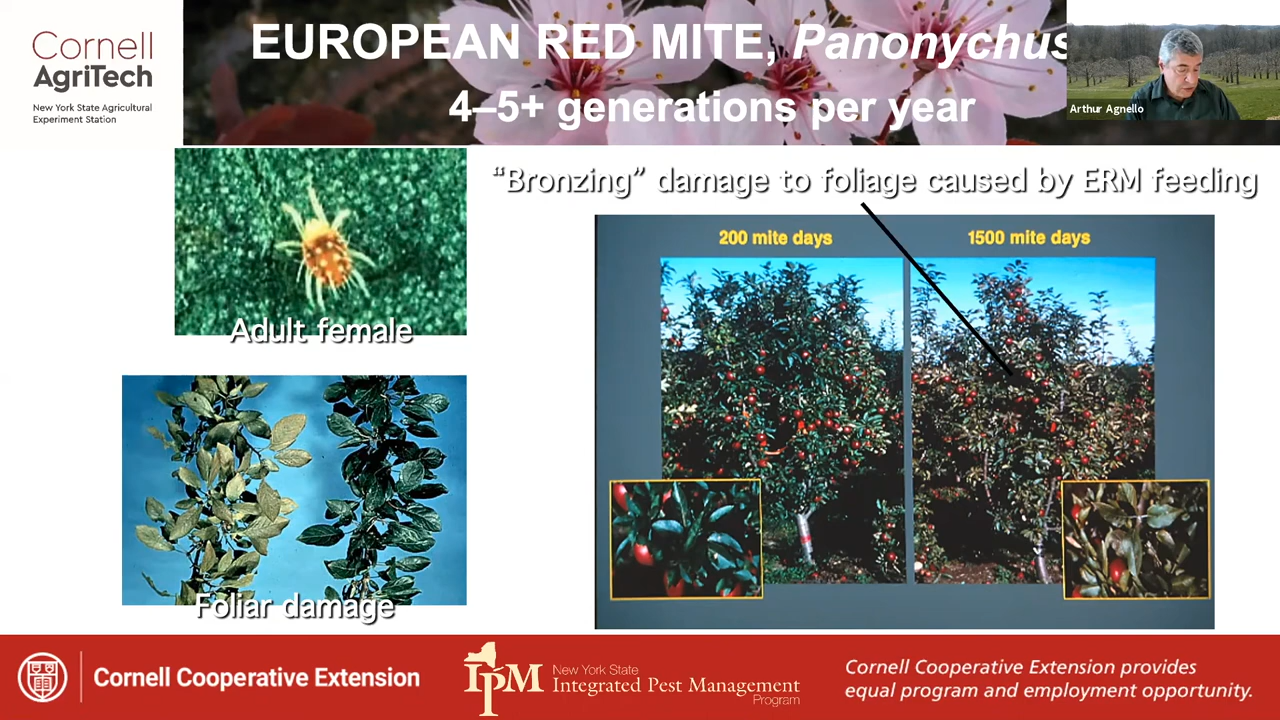 Cornell
AgriTech
New York State Agricultural
Experiment Station
EUROPEAN RED MITE, Panonychus
4–5+ generations per year
Arthur Agnello
“Bronzing” damage to foliage caused by ERM feeding
200 mite days
1500 mite days
Adult female
Foliar damage
Cornell Cooperative Extension
IPM
New York State
Integrated Pest Management
Program
Cornell Cooperative Extension provides
equal program and employment opportunity.